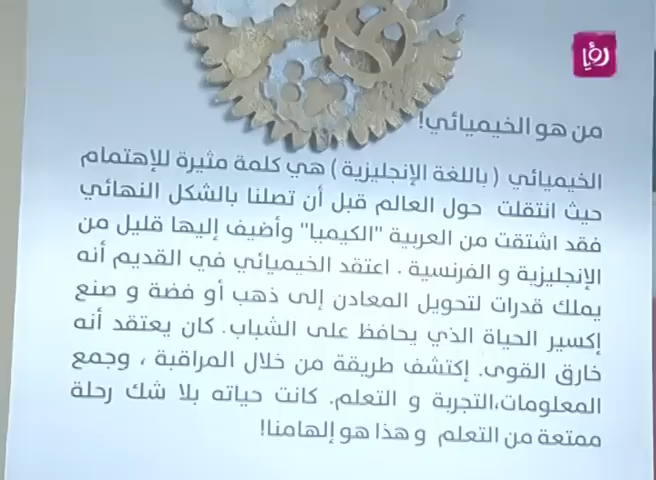 رؤيا
من هو الخيميائي!
الخيميائي (باللغة الإنجليزية) هي كلمة مثيرة للإهتمام
حيث انتقلت حول العالم قبل أن تصلنا بالشكل النهائي
فقد اشتقت من العربية "الكيميا" وأضيف إليها قليل من
الإنجليزية و الفرنسية . اعتقد الخيميائي في القديم أنه
يملك قدرات لتحويل المعادن إلى ذهب أو فضة و صنع
إكسير الحياة الذي يحافظ على الشباب. كان يعتقد أنه
خارق القوى. إكتشف طريقة من خلال المراقبة ، وجمع
المعلومات،التجربة و التعلم. كانت حياته بلا شك رحلة
ممتعة من التعلم وهذا هو إلهامنا!